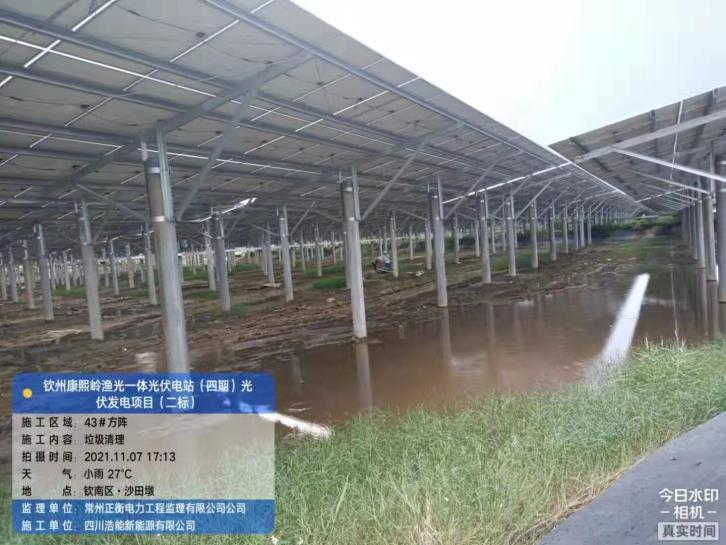 钦州康熙岭渔光一体光伏电站（四期）光
伏发电项目（二标）
施工区域：43#方阵
施工内容：垃圾清理
拍摄时间：2021.11.07 17:13
天气：小雨 27℃
地点：钦南区·沙田墩
监理单位：常州正衡电力工程监理有限公司公司
施工单位：四川浩能新能源有限公司
今日水印
-相机-
真实时间